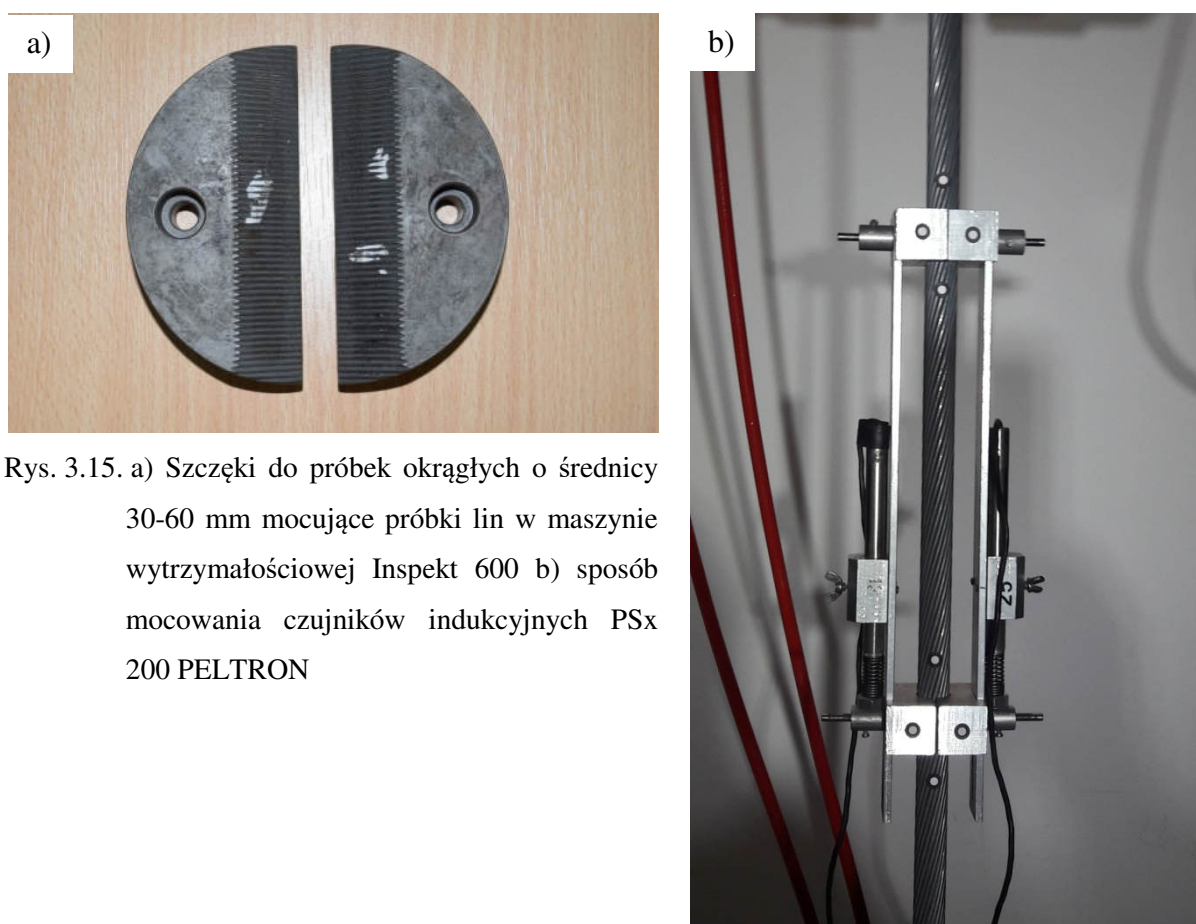 a)
b)
Rys. 3.15. a) Szczęki do próbek okrągłych o średnicy
30-60 mm mocujące próbki lin w maszynie
wytrzymałościowej Inspekt 600 b) sposób
mocowania czujników indukcyjnych PSx
200 PELTRON
25